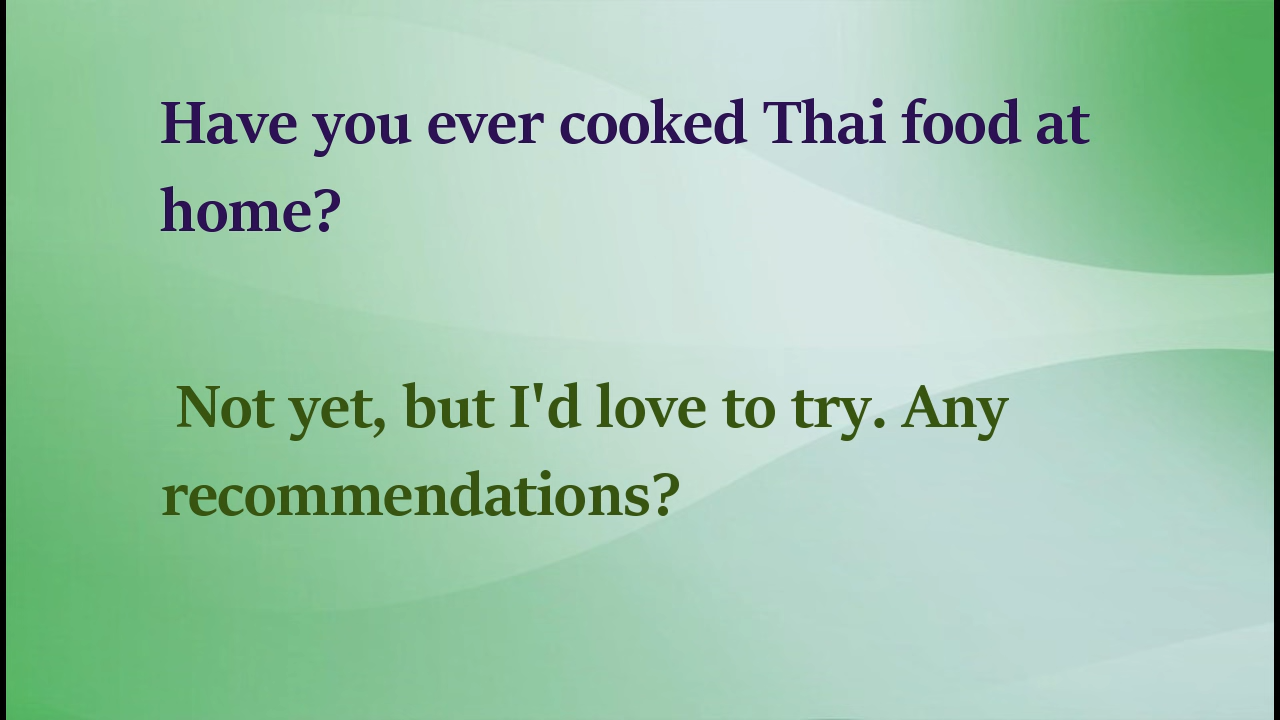 Have you ever cooked Thai food at
home?
Not yet, but I'd love to try. Any
recommendations?